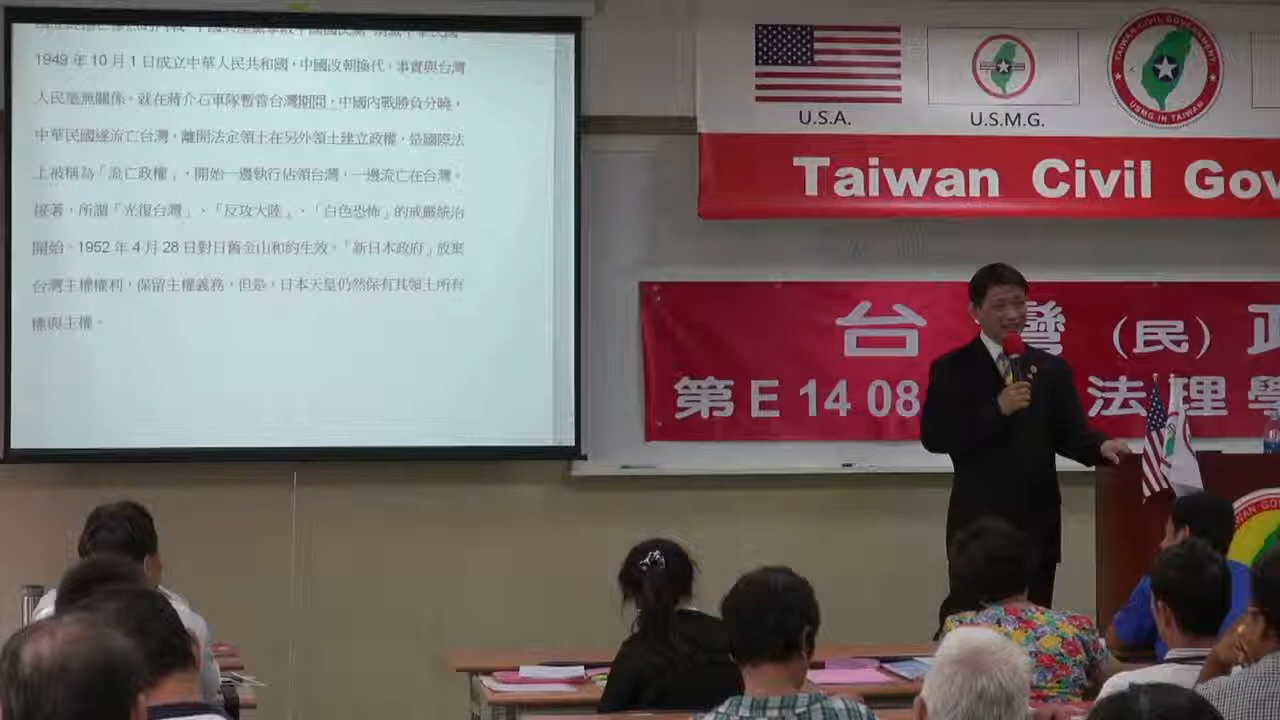 1949 年 10 月 1 日成立中華人民共和國，中國改朝換代，事實與台灣
人民毫無關係。就在蔣介石軍隊暫管台灣期間，中國內戰勝負分曉，
中華民國遂流亡台灣，離開法定領土在另外領土建立政權，是國際法
上被稱為「流亡政權」，開始一邊執行佔領台灣，一邊流亡在台灣。
接著，所謂「光復台灣」、「反攻大陸」、「白色恐怖」的戒嚴統治
開始。1952 年 4 月 28 日對日舊金山和約生效，「新日本政府」放棄
台灣主權權利，保留主權義務，但是，日本天皇仍然保有其領土所有
權與主權。
U.S.A.
U.S.M.G.
TAIWAN CIVIL GOVERNMENT
USMG IN TAIWAN
Taiwan Civil Gov
台灣（民）政
第 E 14 08 法理學